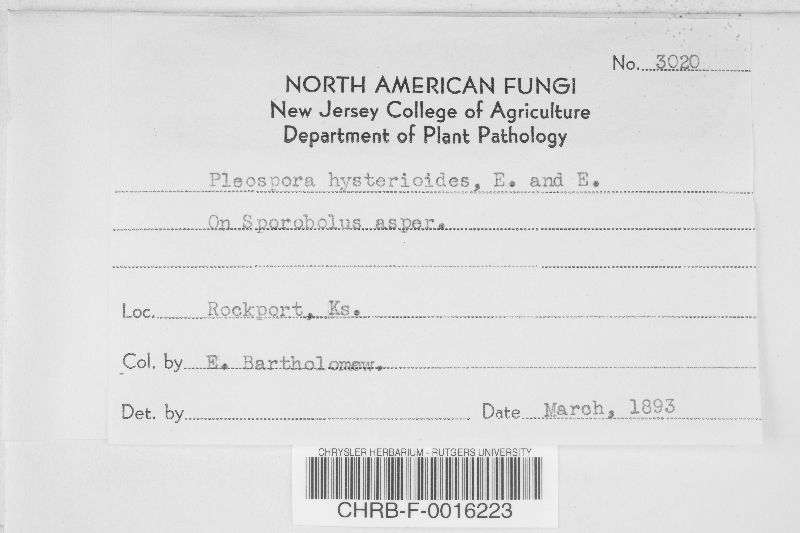 No. 3020
NORTH AMERICAN FUNGI
New Jersey College of Agriculture
Department of Plant Pathology
Pleospora hysterioides, E. and E.
On Sporobolus asper.
Loc. Rockport, Ks.
Col. by E. Bartholomew.
Det. by
Date March, 1893
CHRYSLER HERBARIUM - RUTGERS UNIVERSITY
CHRB-F-0016223